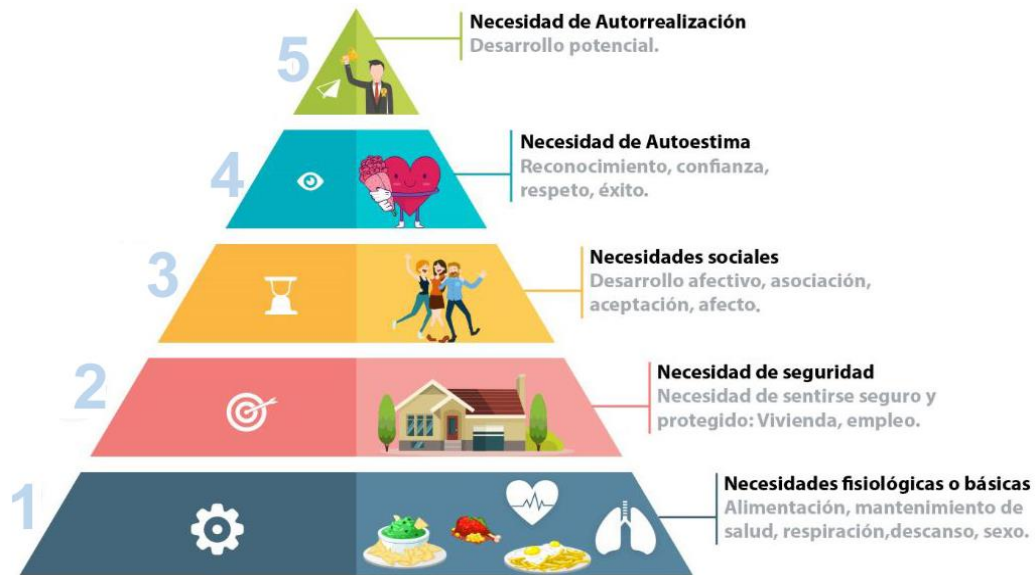 5
Necesidad de Autorrealización
Desarrollo potencial.
4
Necesidad de Autoestima
Reconocimiento, confianza,
respeto, éxito.
3
Necesidades sociales
Desarrollo afectivo, asociación,
aceptación, afecto.
2
Necesidad de seguridad
Necesidad de sentirse seguro y
protegido: Vivienda, empleo.
1
Necesidades fisiológicas o básicas
Alimentación, mantenimiento de
salud, respiración,descanso, sexo.